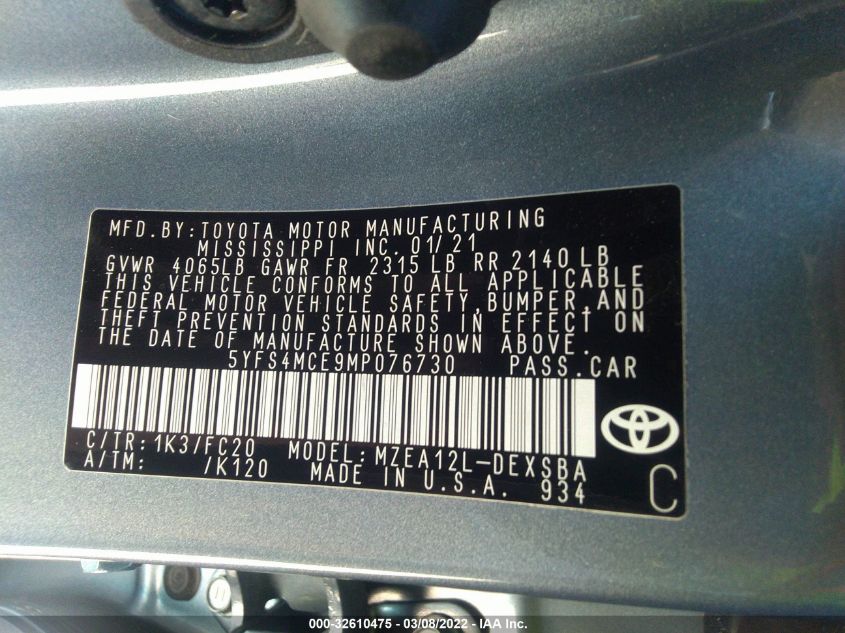 MFD.BY:TOYOTA MOTOR MANUFACTURING
MISSISSIPPI INC. 01/21
GVWR 4065LB GAWR FR 2315 LB RR 2140 LB
THIS VEHICLE CONFORMS TO ALL APPLICABLE
FEDERAL MOTOR VEHICLE SAFETY,BUMPER,AND
THEFT PREVENTION STANDARDS IN EFFECT ON
THE DATE OF MANUFACTURE SHOWN ABOVE.
5YFS4MCE9MP076730 PASS.CAR
C/TR:1K3/FC20 MODEL:MZEA12L-DEXSBA
A/TM: /K120 MADE IN U.S.A. 934
C
000-32610475 - 03/08/2022 - © IAA Inc.